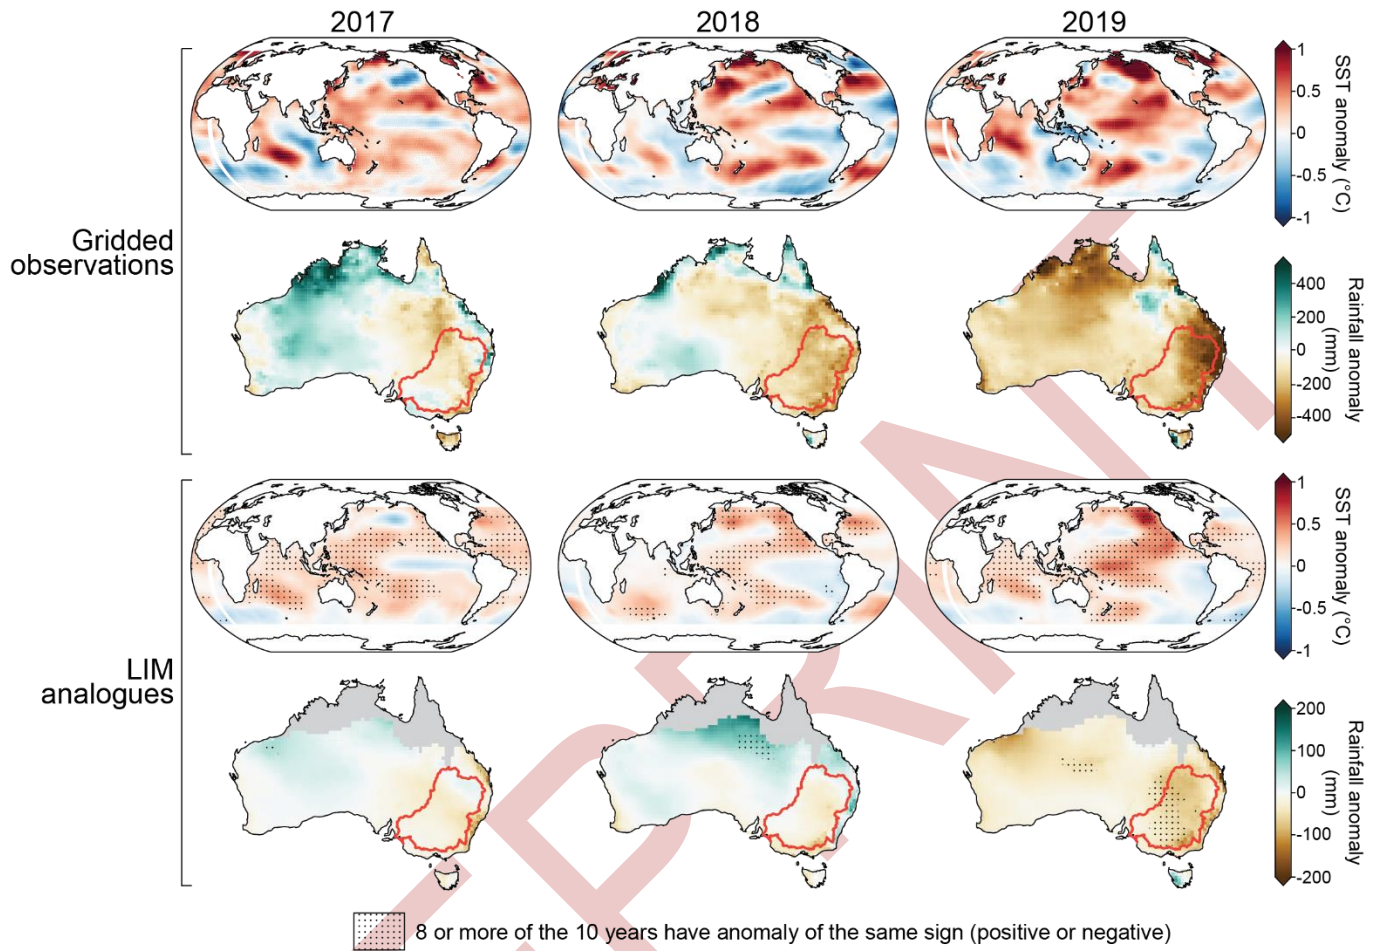 2017
2018
2019
1
0.5
0
-0.5
-1
SST anomaly (°C)
Gridded
observations
400
200
0
-200
-400
Rainfall anomaly
(mm)
1
0.5
0
-0.5
-1
SST anomaly (°C)
LIM
analogues
200
100
0
-100
-200
Rainfall anomaly
(mm)
8 or more of the 10 years have anomaly of the same sign (positive or negative)